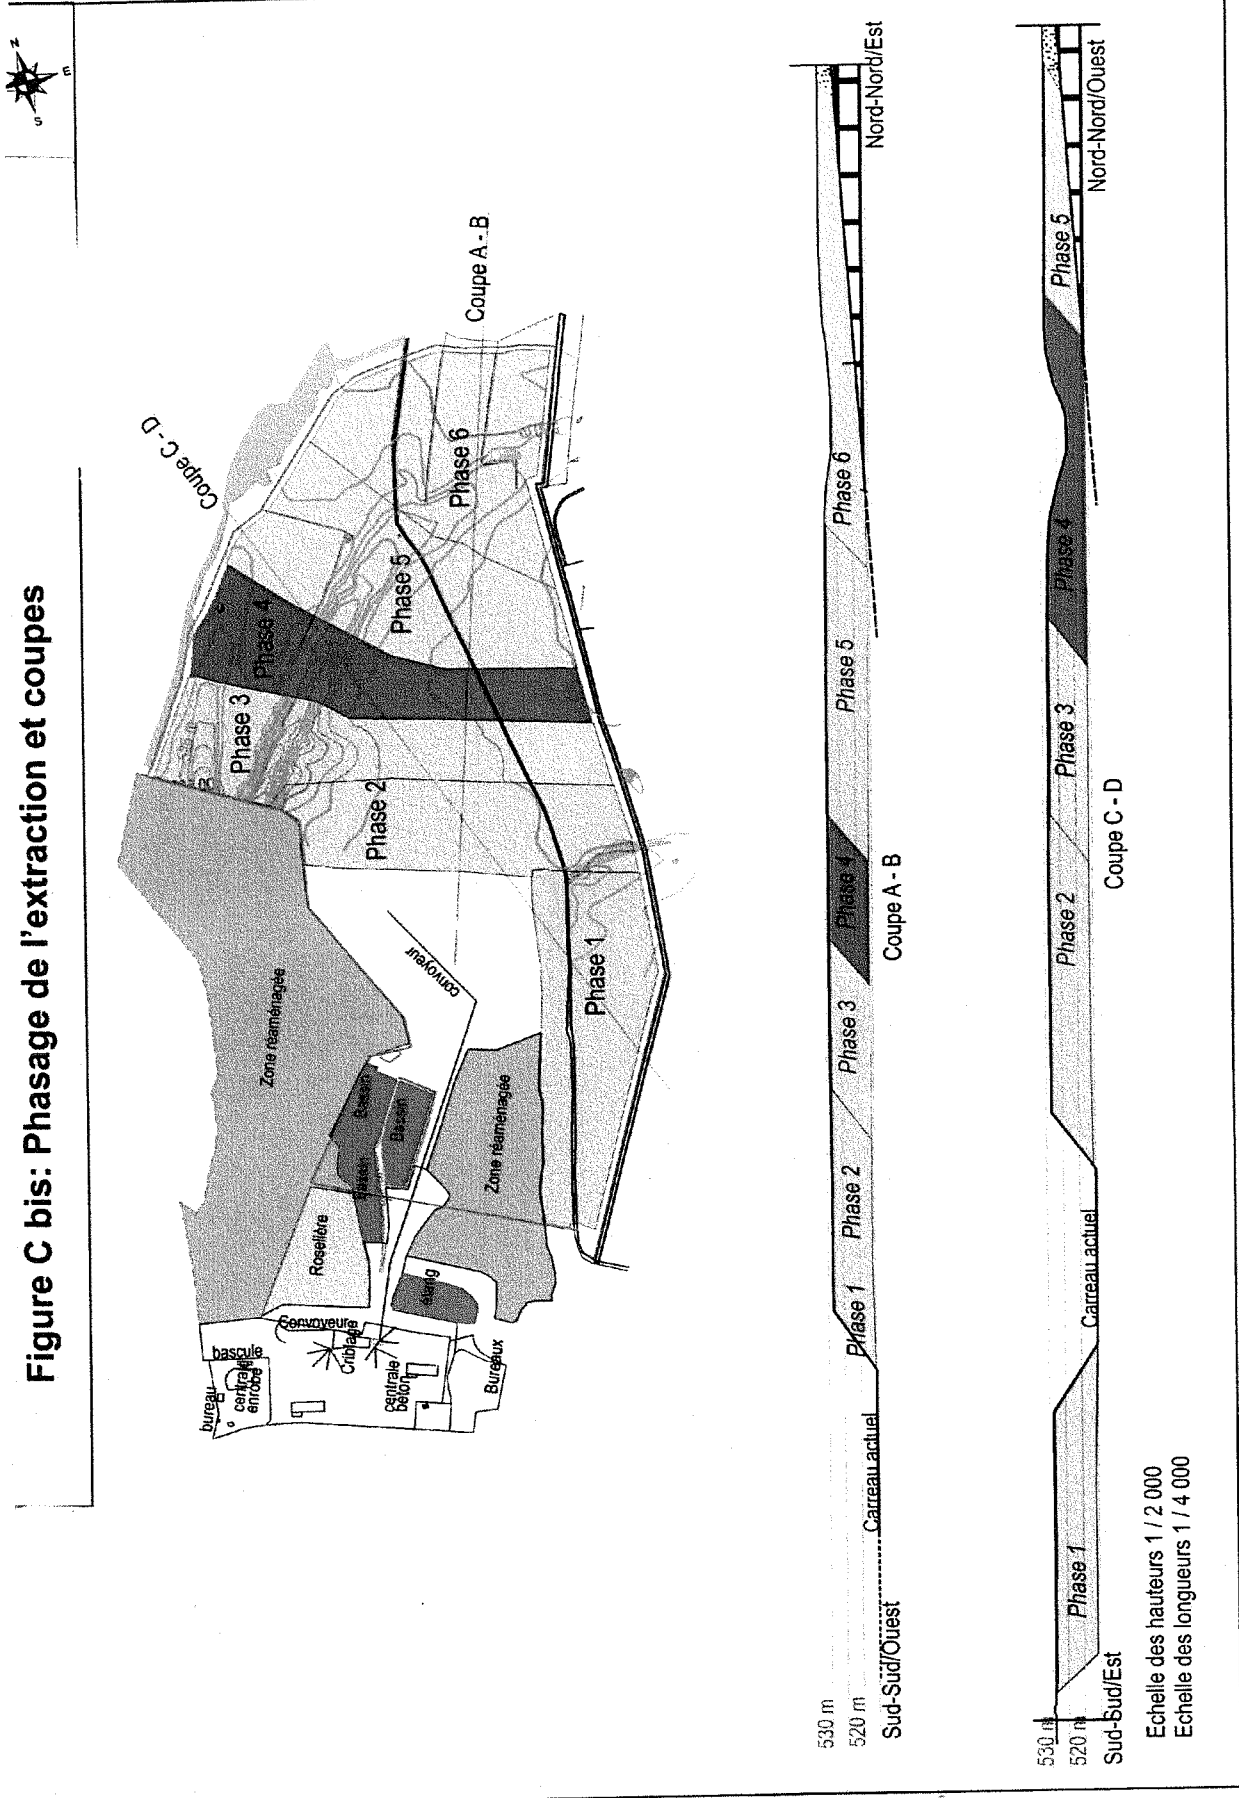 Figure C bis: Phasage de l'extraction et coupes
N
E
S
Coupe C - D
Coupe A - B
Phase 6
Phase 5
Phase 4
Phase 3
Phase 2
Phase 1
Zone réaménagée
convoyeur
Bassin
Bassin
Bassin
Zone réaménagée
Roselière
étang
Convoyeurs
Criblage
bascule
centrale
enrobé
bureau
centrale
béton
Bureaux
530 m
520 m
Sud-Sud/Ouest
Carreau actuel
Phase 1
Phase 2
Phase 3
Phase 4
Phase 5
Phase 6
Nord-Nord/Est
Coupe A - B
530 m
520 m
Sud-Sud/Est
Phase 1
Carreau actuel
Phase 2
Phase 3
Phase 4
Phase 5
Nord-Nord/Ouest
Coupe C - D
Echelle des hauteurs 1 / 2 000
Echelle des longueurs 1 / 4 000